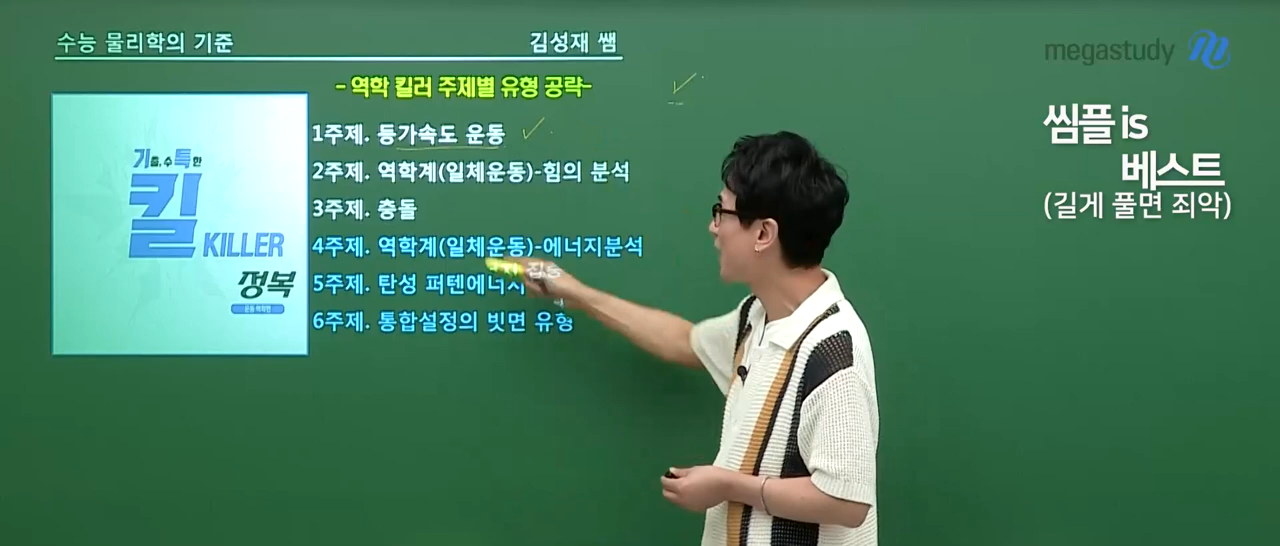 수능 물리학의 기준
김성재 쌤
megastudy
- 역학 킬러 주제별 유형 공략-
씸플 is
베스트
(길게 풀면 죄악)
기출, 수특한
킬 KILLER
정복
1주제. 등가속도 운동
2주제. 역학계(일체운동)-힘의 분석
3주제. 충돌
4주제. 역학계(일체운동)-에너지분석
5주제. 탄성 퍼텐에너지
6주제. 통합설정의 빗면 유형